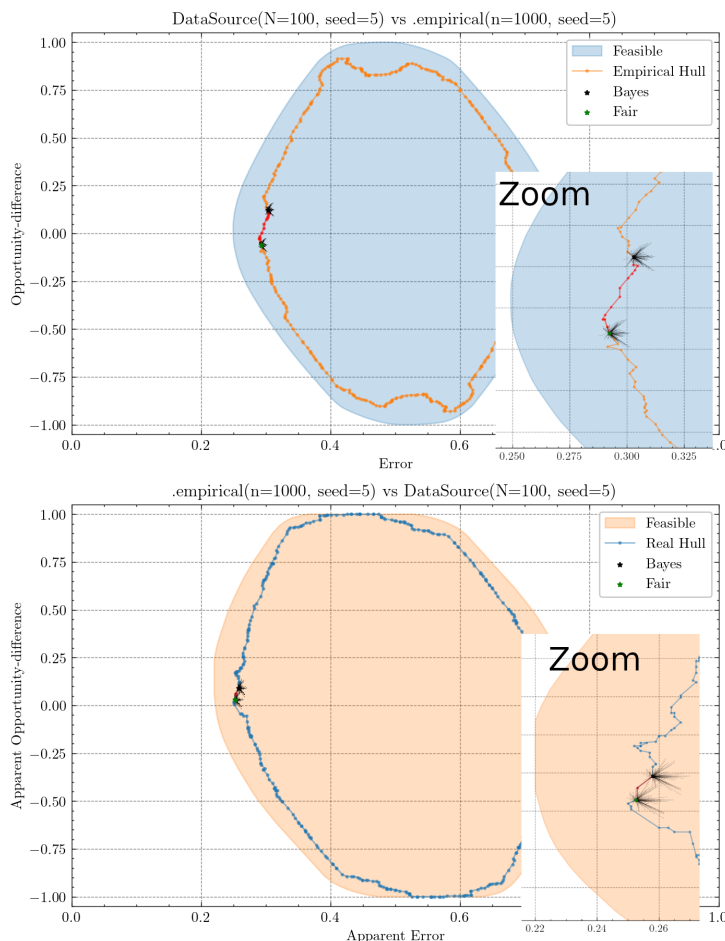 DataSource(N=100, seed=5) vs .empirical(n=1000, seed=5)
1.00
0.75
0.50
0.25
0.00
−0.25
−0.50
−0.75
−1.00
Opportunity-difference
Feasible
Empirical Hull
Bayes
Fair
Zoom
0.250
0.275
0.300
0.325
0.0
0.2
0.4
0.6
1.0
Error
.empirical(n=1000, seed=5) vs DataSource(N=100, seed=5)
1.00
0.75
0.50
0.25
0.00
−0.25
−0.50
−0.75
−1.00
Apparent Opportunity-difference
Feasible
Real Hull
Bayes
Fair
Zoom
0.22
0.24
0.26
0.0
0.2
0.4
0.6
1.0
Apparent Error